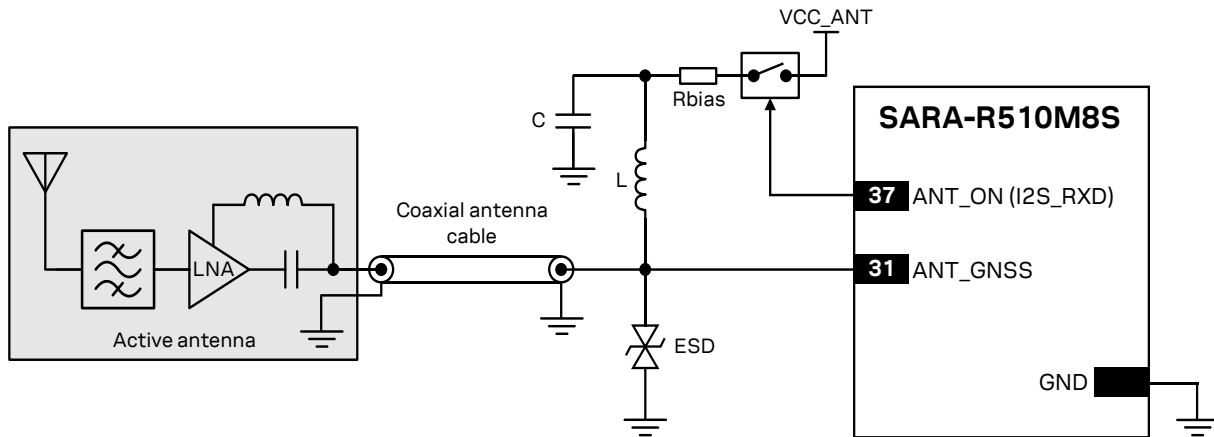 VCC_ANT
Rbias
C
L
SARA-R510M8S
37 ANT_ON (I2S_RXD)
Coaxial antenna
cable
LNA
31 ANT_GNSS
Active antenna
ESD
GND